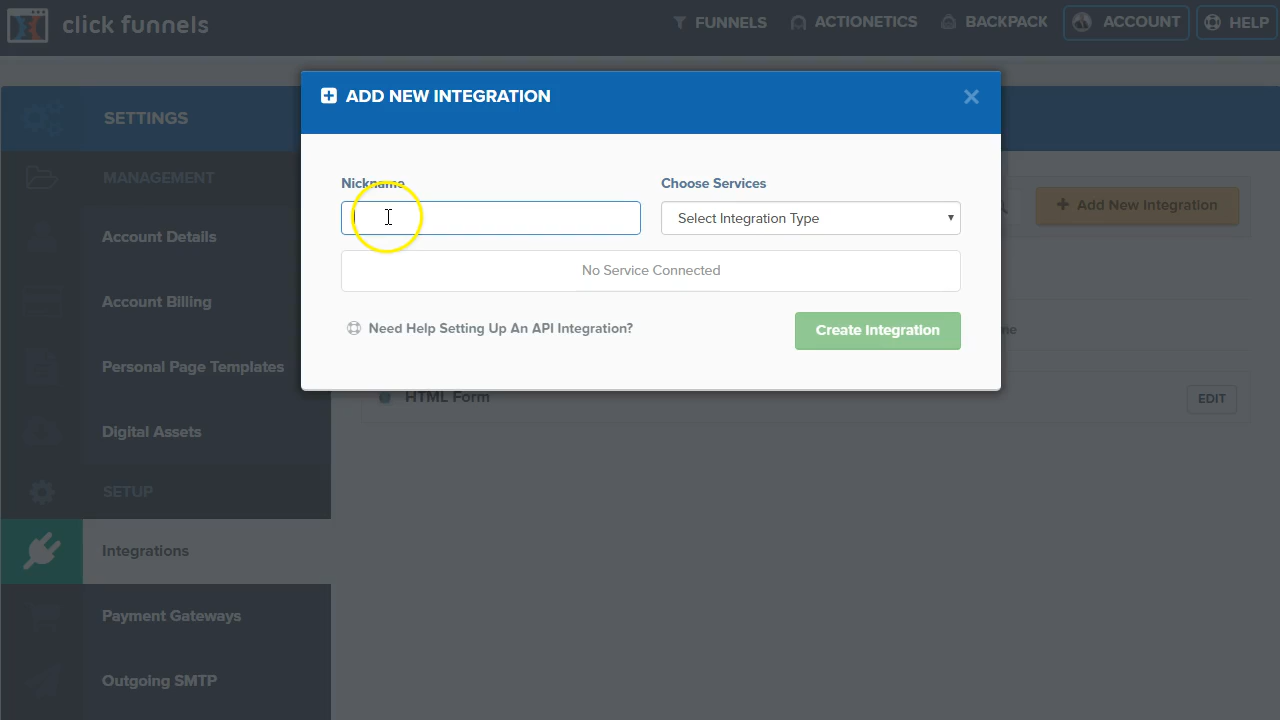 click funnels
FUNNELS
ACTIONETICS
BACKPACK
ACCOUNT
HELP
ADD NEW INTEGRATION
SETTINGS
MANAGEMENT
Nickname
Choose Services
Select Integration Type
+ Add New Integration
Account Details
No Service Connected
Account Billing
Need Help Setting Up An API Integration?
Create Integration
Personal Page Templates
HTML Form
EDIT
Digital Assets
SETUP
Integrations
Payment Gateways
Outgoing SMTP